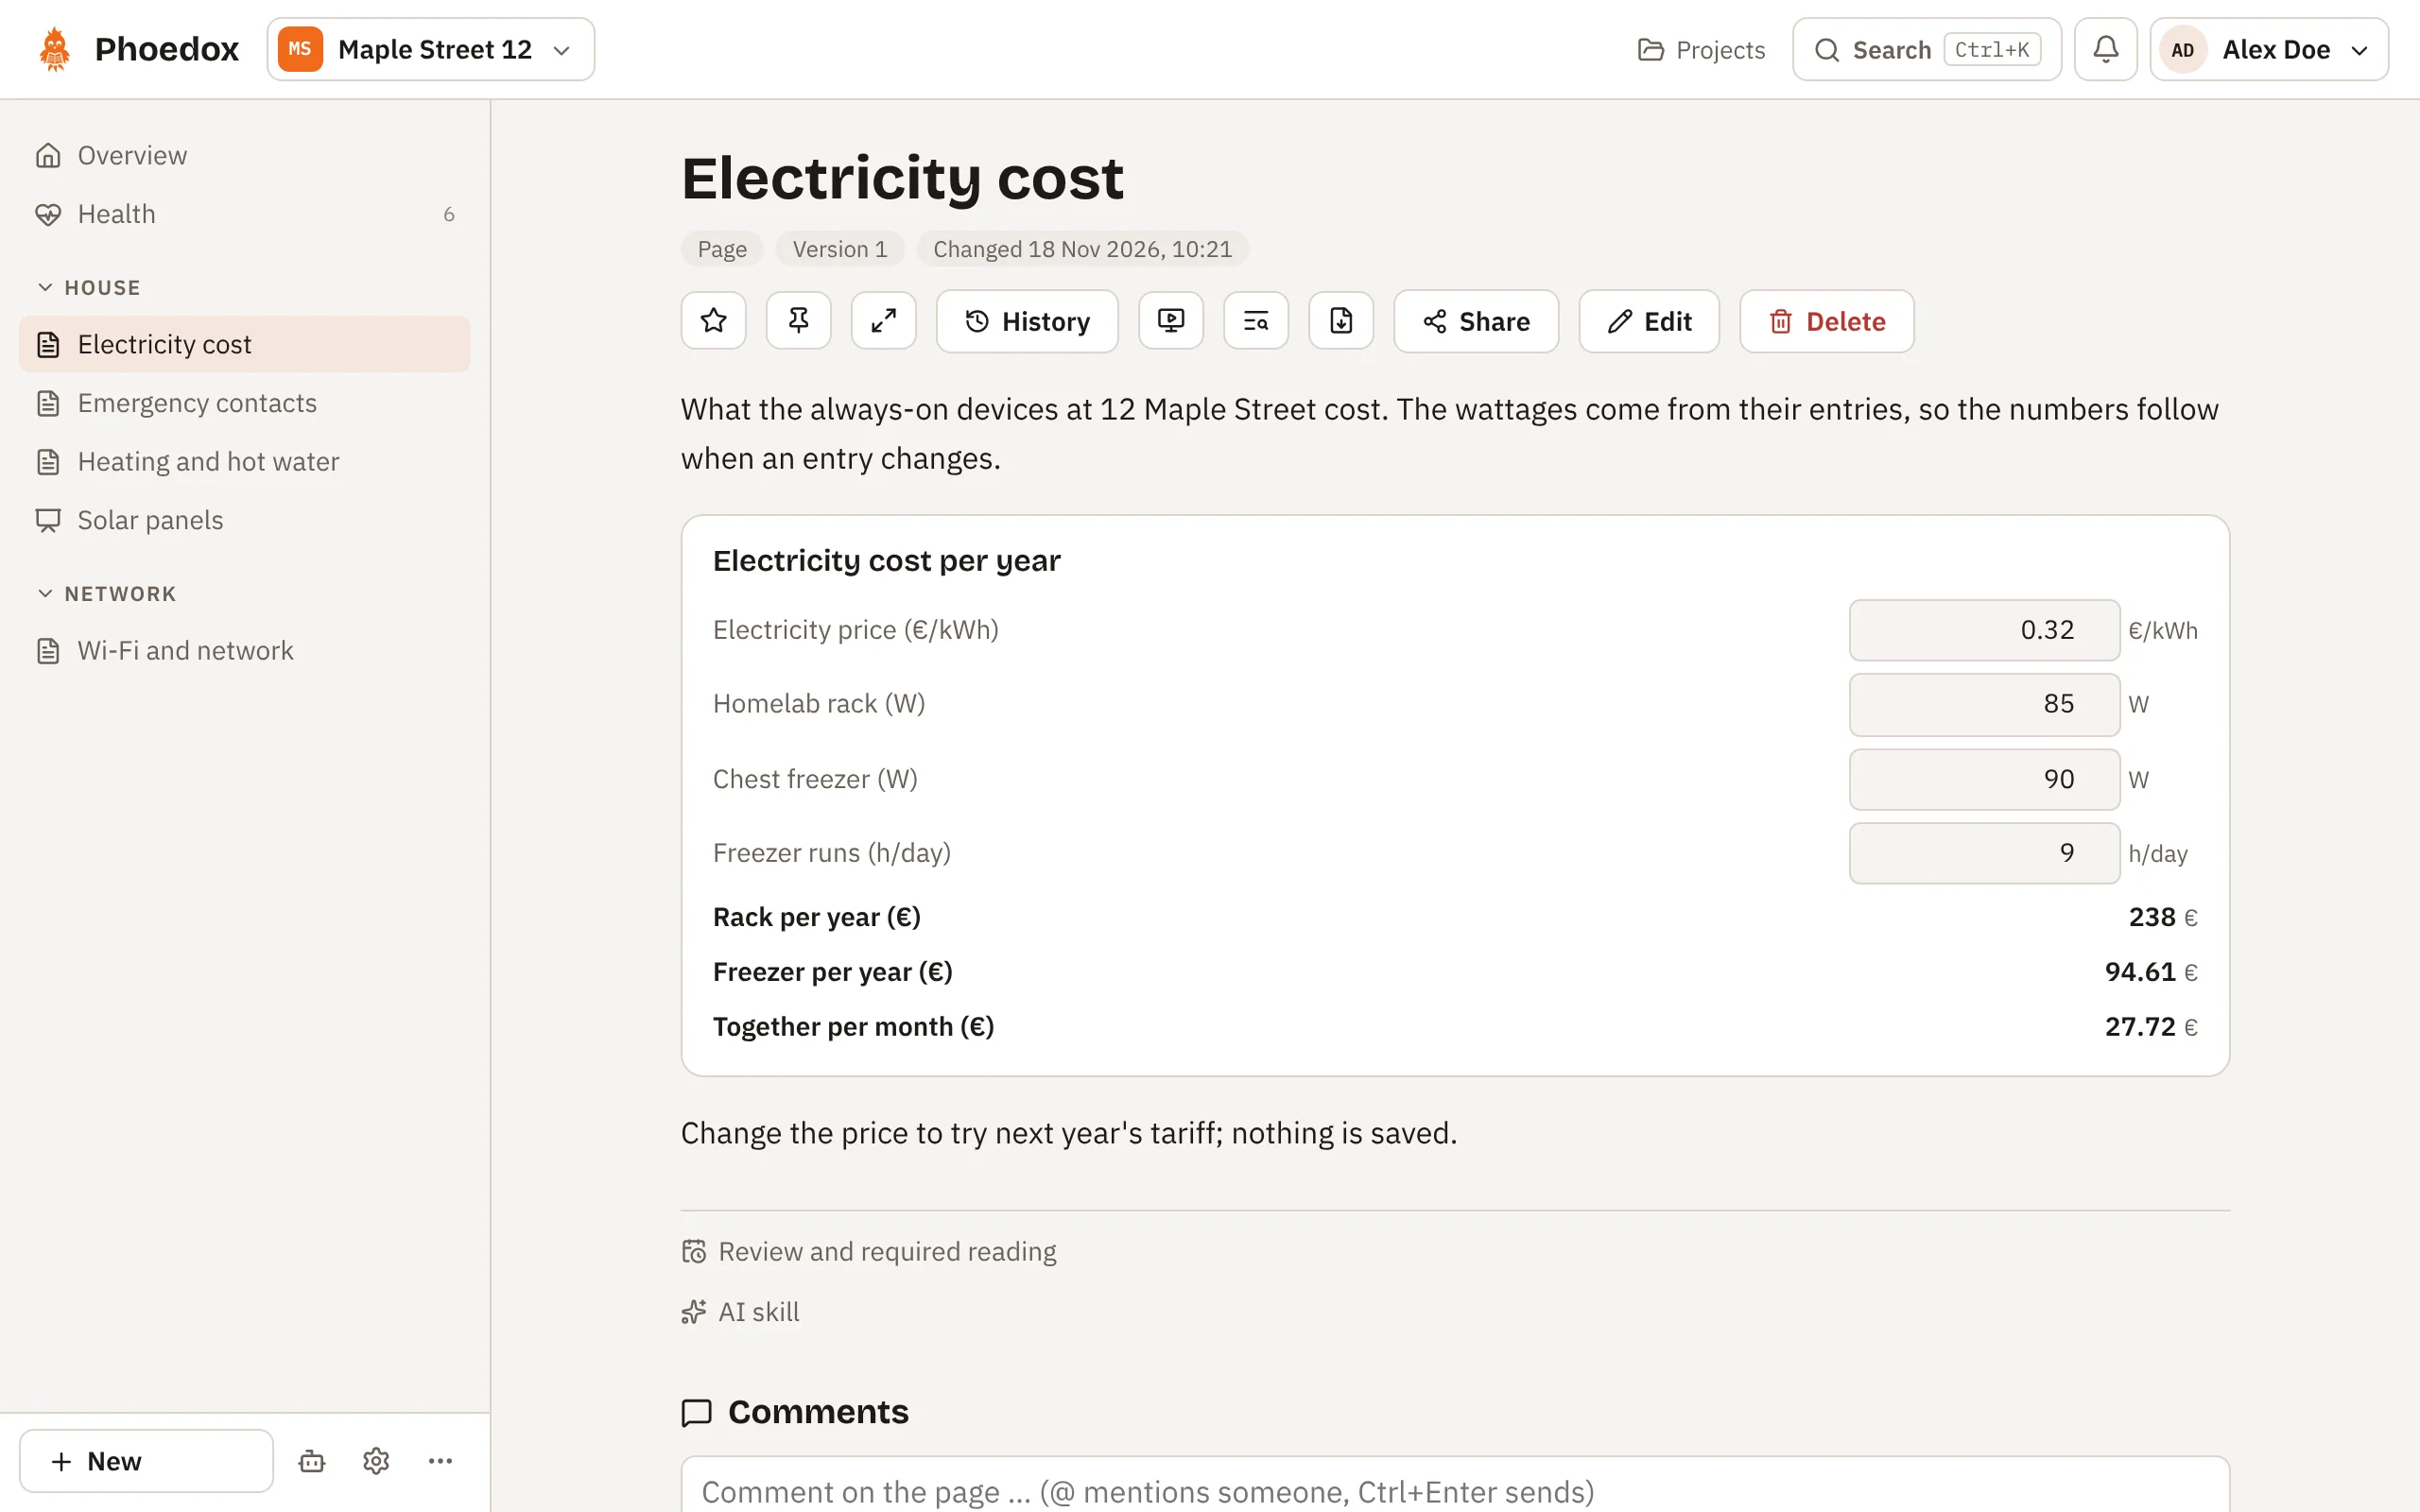 Phoedox
MS Maple Street 12
Projects
Search Ctrl+K
AD Alex Doe
Overview
Health 6
HOUSE
Electricity cost
Emergency contacts
Heating and hot water
Solar panels
NETWORK
Wi-Fi and network
New
Electricity cost
Page Version 1 Changed 18 Nov 2026, 10:21
History Share Edit Delete
What the always-on devices at 12 Maple Street cost. The wattages come from their entries, so the numbers follow
when an entry changes.
Electricity cost per year
Electricity price (€/kWh) 0.32 €/kWh
Homelab rack (W) 85 W
Chest freezer (W) 90 W
Freezer runs (h/day) 9 h/day
Rack per year (€) 238 €
Freezer per year (€) 94.61 €
Together per month (€) 27.72 €
Change the price to try next year's tariff; nothing is saved.
Review and required reading
AI skill
Comments
Comment on the page ... (@ mentions someone, Ctrl+Enter sends)